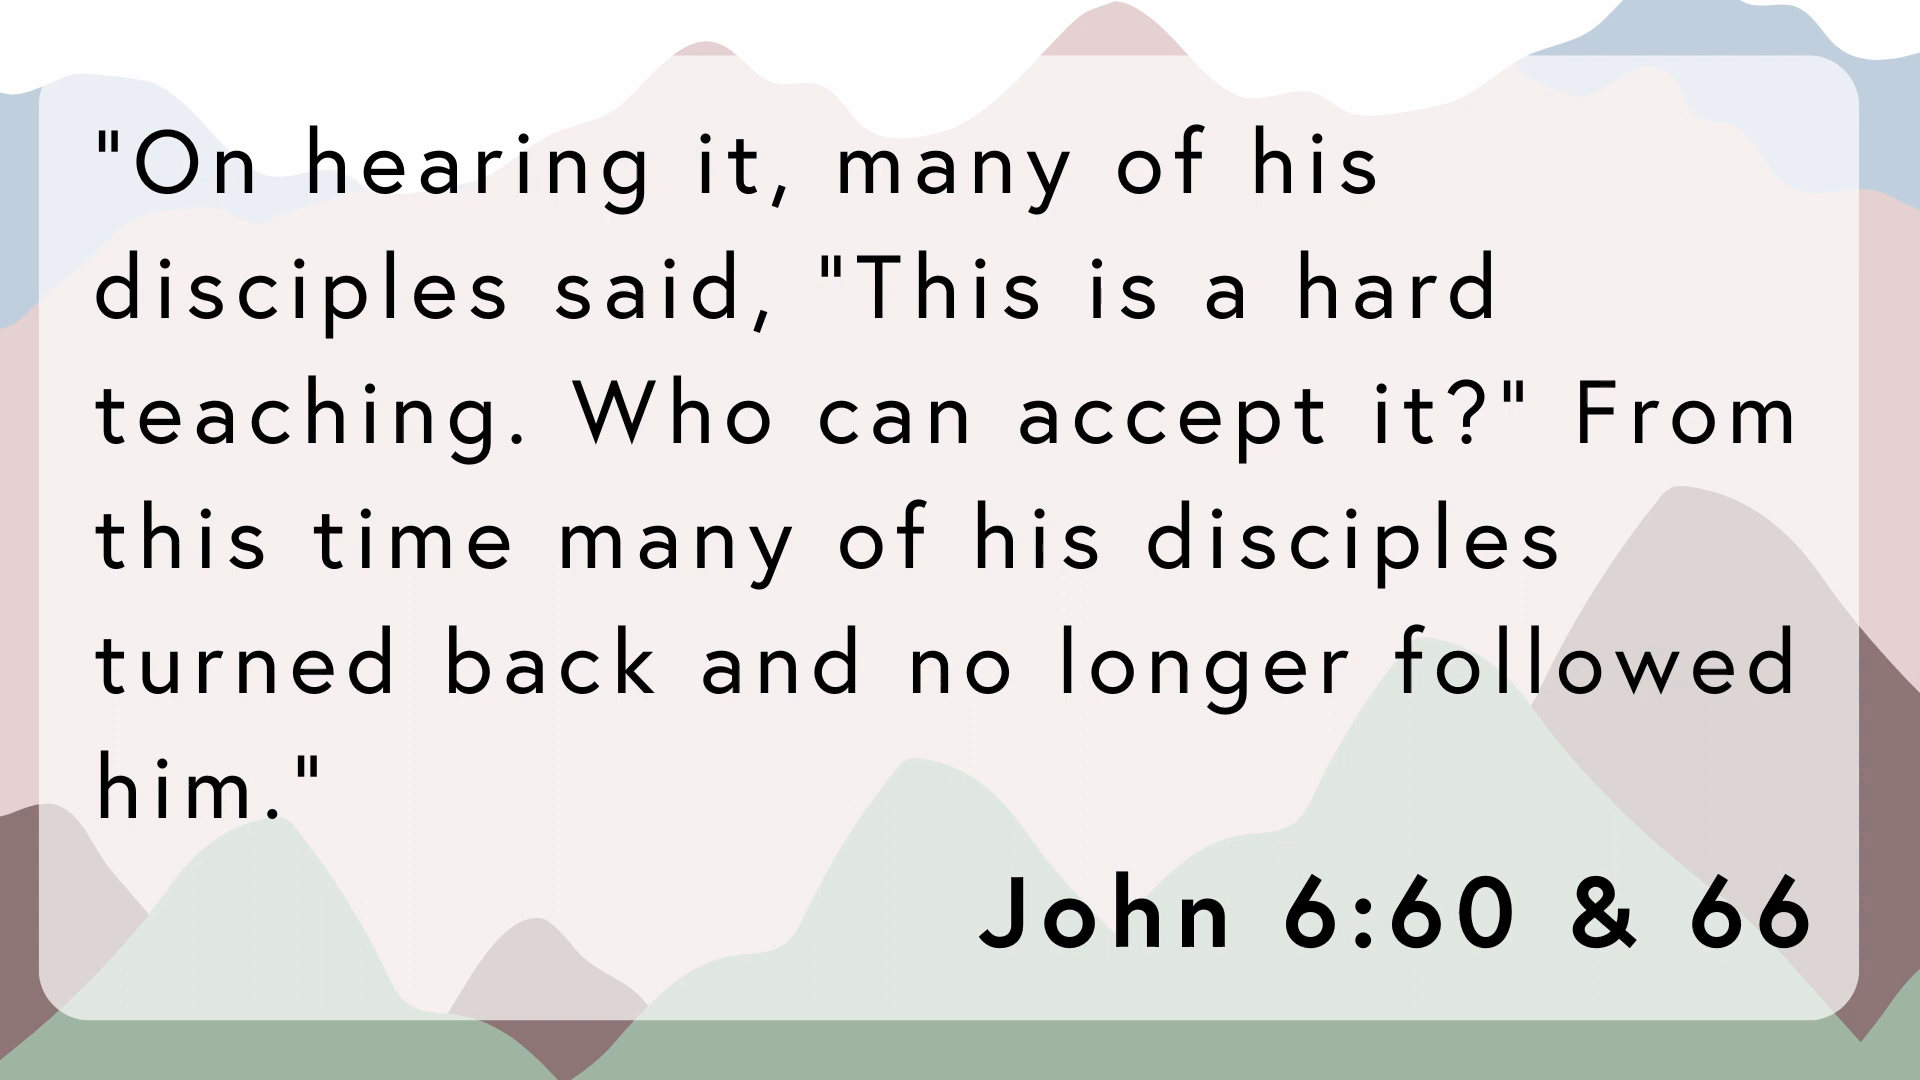 "On hearing it, many of his
disciples said, "This is a hard
teaching. Who can accept it?" From
this time many of his disciples
turned back and no longer followed
him."
John 6:60 & 66